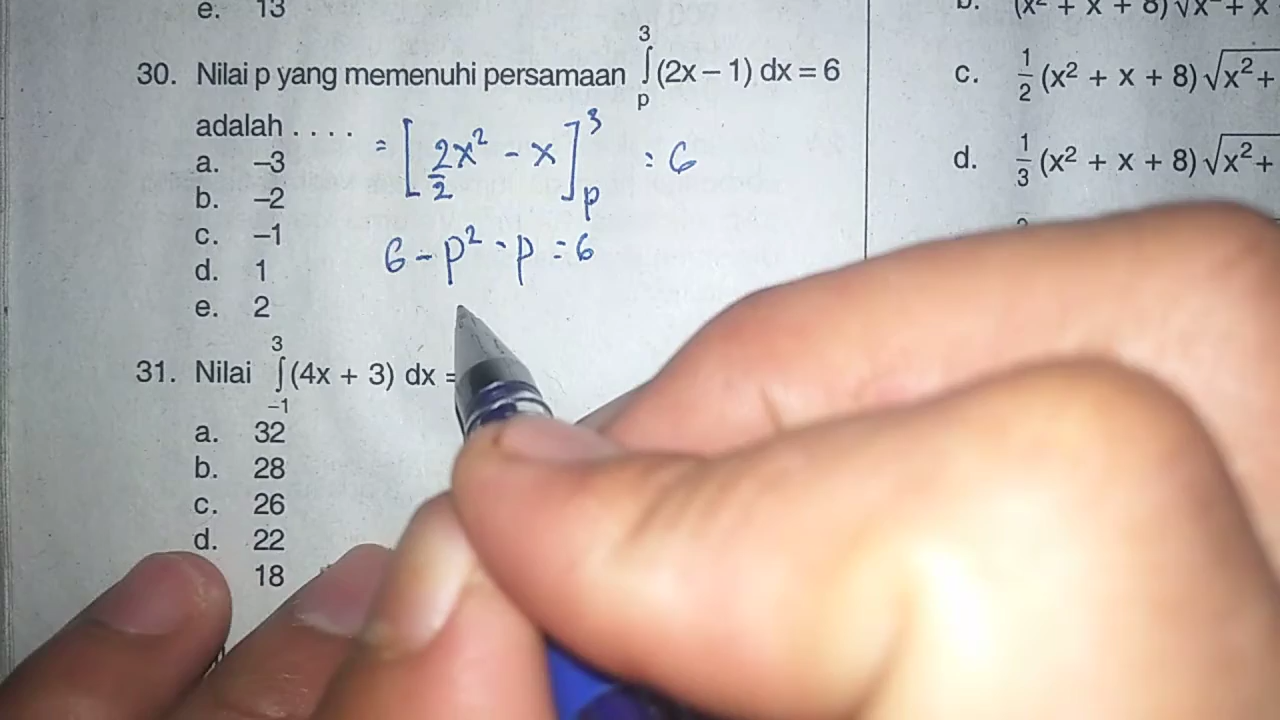 e. 13
30. Nilai p yang memenuhi persamaan ∫ₚ³ (2x – 1) dx = 6
adalah . . . .
= [2x²/2 - x]ₚ³ = 6
a. –3
b. –2
6 - p² - p = 6
c. –1
d. 1
e. 2
31. Nilai ∫₋₁³ (4x + 3) dx =
a. 32
b. 28
c. 26
d. 22
18
c. 1/2 (x² + x + 8) √x² +
d. 1/3 (x² + x + 8) √x² +